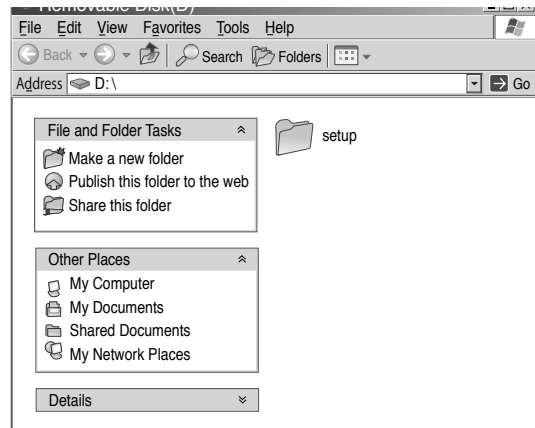 Removable Disk(D)
File Edit View Favorites Tools Help
Back Search Folders
Address D:\ Go
File and Folder Tasks
Make a new folder
Publish this folder to the web
Share this folder
setup
Other Places
My Computer
My Documents
Shared Documents
My Network Places
Details